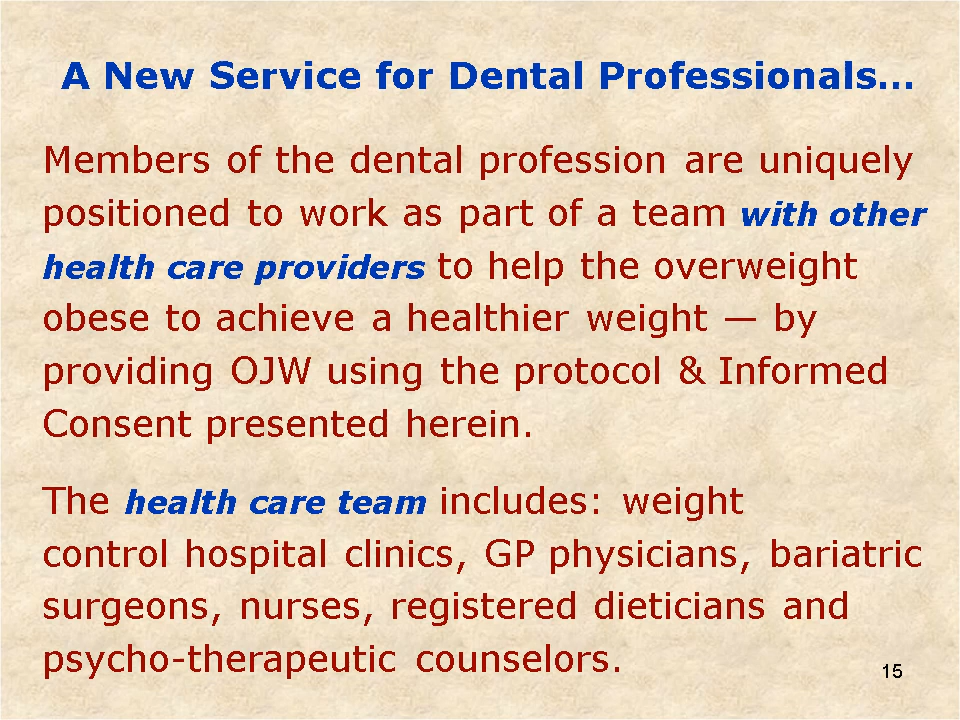 A New Service for Dental Professionals…
Members of the dental profession are uniquely
positioned to work as part of a team with other
health care providers to help the overweight
obese to achieve a healthier weight — by
providing OJW using the protocol & Informed
Consent presented herein.
The health care team includes: weight
control hospital clinics, GP physicians, bariatric
surgeons, nurses, registered dieticians and
psycho-therapeutic counselors.
15